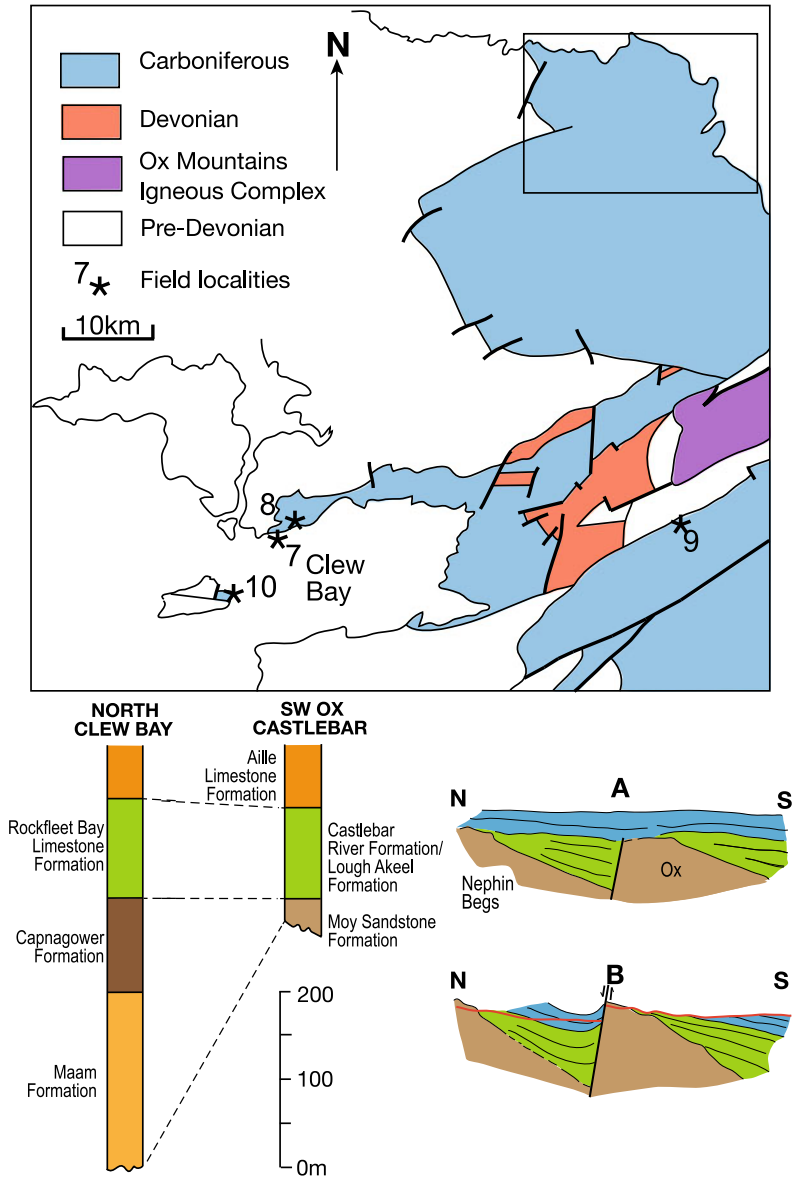 N
Carboniferous
Devonian
Ox Mountains
Igneous Complex
Pre-Devonian
7
Field localities
10km
8
7
Clew
Bay
9
10
NORTH
CLEW BAY
SW OX
CASTLEBAR
Aille
Limestone
Formation
Rockfleet Bay
Limestone
Formation
Castlebar
River Formation/
Lough Akeel
Formation
Capnagower
Formation
Moy Sandstone
Formation
Maam
Formation
200
100
0m
A
N
S
Nephin
Begs
Ox
B
N
S